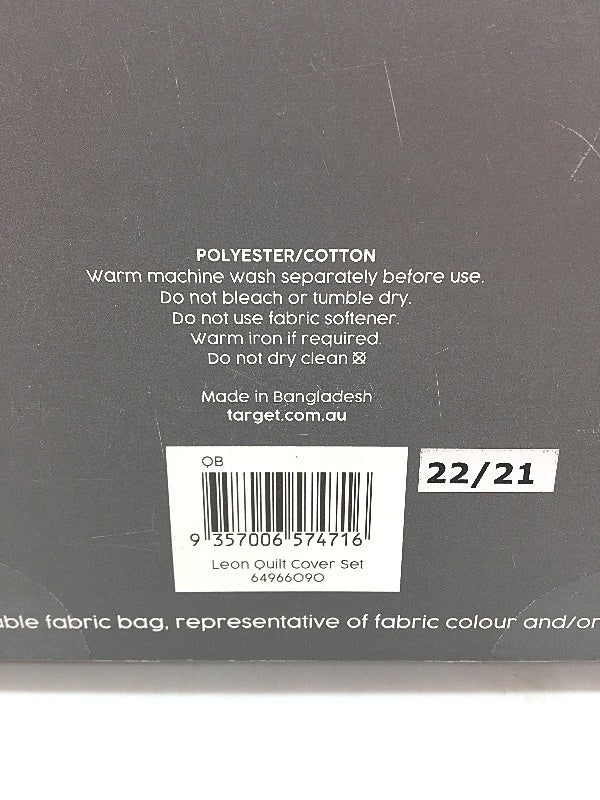 POLYESTER/COTTON
Warm machine wash separately before use.
Do not bleach or tumble dry.
Do not use fabric softener.
Warm iron if required.
Do not dry clean
Made in Bangladesh
target.com.au
QB
22/21
9 357006 574716
Leon Quilt Cover Set
64966090
fabric bag, representative of fabric colour and/or